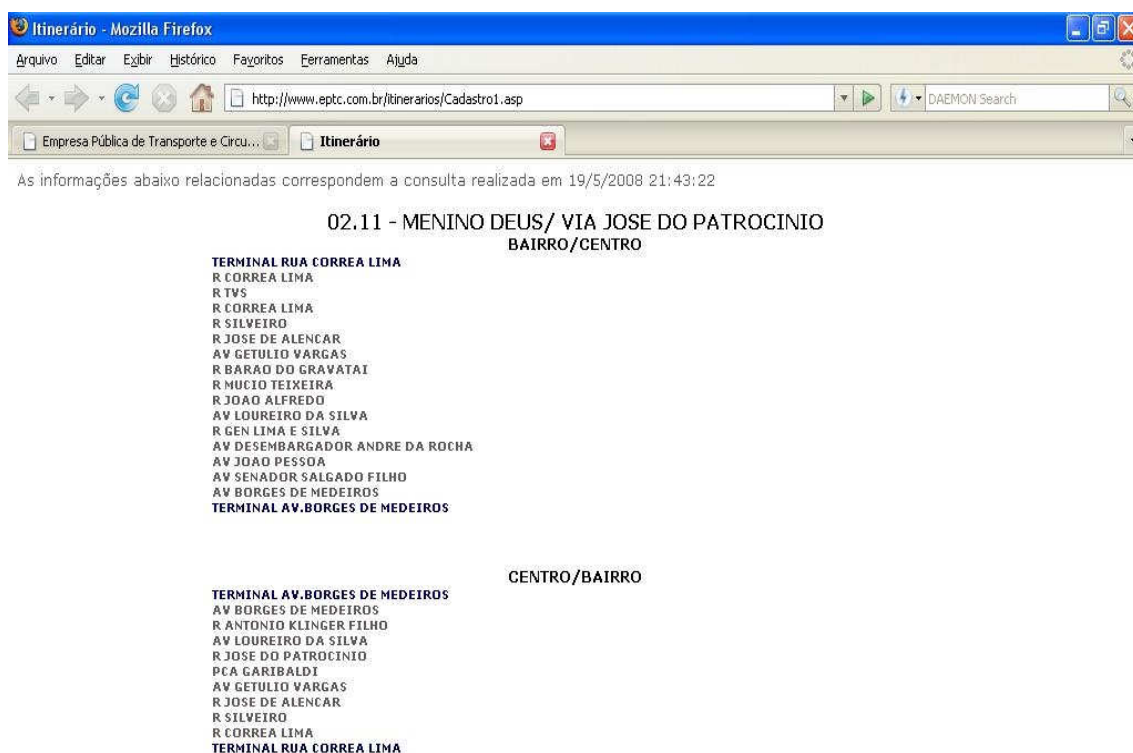 Itinerário - Mozilla Firefox
Arquivo Editar Exibir Histórico Favoritos Ferramentas Ajuda
http://www.eptc.com.br/itinerarios/Cadastro1.asp DAEMON Search
Empresa Pública de Transporte e Circu... Itinerário
As informações abaixo relacionadas correspondem a consulta realizada em 19/5/2008 21:43:22
02.11 - MENINO DEUS/ VIA JOSE DO PATROCINIO
BAIRRO/CENTRO
TERMINAL RUA CORREA LIMA
R CORREA LIMA
R TVS
R CORREA LIMA
R SILVEIRO
R JOSE DE ALENCAR
AV GETULIO VARGAS
R BARAO DO GRAVATAI
R MUCIO TEIXEIRA
R JOAO ALFREDO
AV LOUREIRO DA SILVA
R GEN LIMA E SILVA
AV DESEMBARGADOR ANDRE DA ROCHA
AV JOAO PESSOA
AV SENADOR SALGADO FILHO
AV BORGES DE MEDEIROS
TERMINAL AV.BORGES DE MEDEIROS
CENTRO/BAIRRO
TERMINAL AV.BORGES DE MEDEIROS
AV BORGES DE MEDEIROS
R ANTONIO KLINGER FILHO
AV LOUREIRO DA SILVA
R JOSE DO PATROCINIO
PCA GARIBALDI
AV GETULIO VARGAS
R JOSE DE ALENCAR
R SILVEIRO
R CORREA LIMA
TERMINAL RUA CORREA LIMA